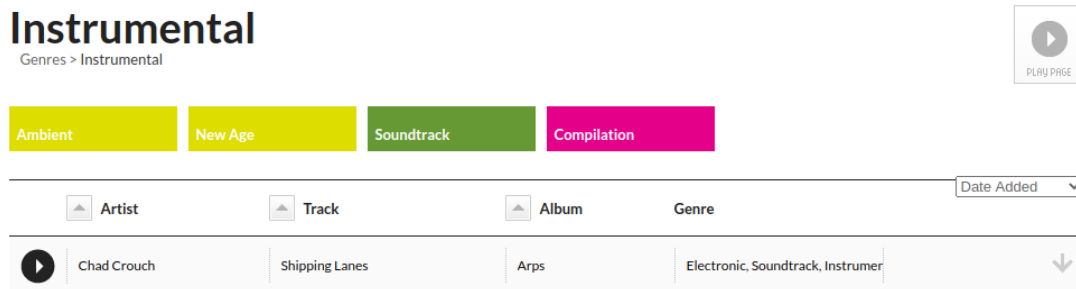 Instrumental
Genres > Instrumental
PLAY PAGE
Ambient New Age Soundtrack Compilation
Date Added
Artist Track Album Genre
Chad Crouch Shipping Lanes Arps Electronic, Soundtrack, Instrumer